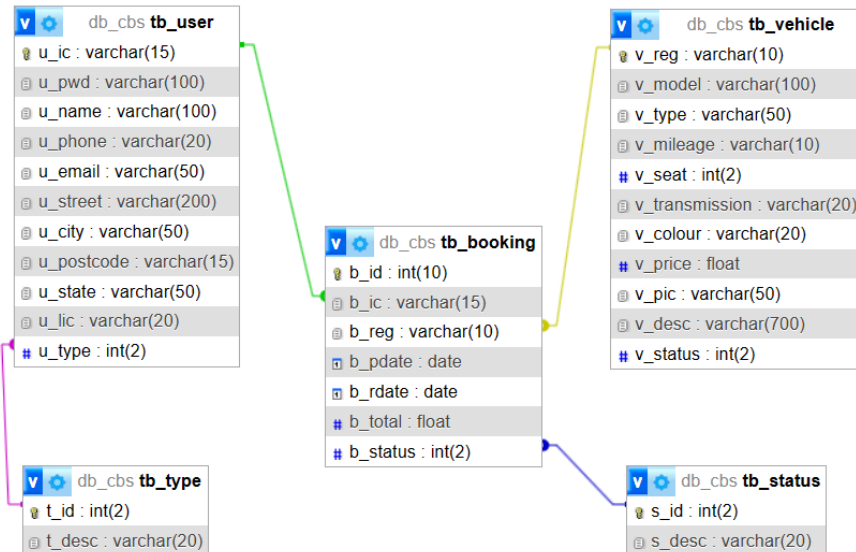 v db_cbs tb_user
u_ic : varchar(15)
u_pwd : varchar(100)
u_name : varchar(100)
u_phone : varchar(20)
u_email : varchar(50)
u_street : varchar(200)
u_city : varchar(50)
u_postcode : varchar(15)
u_state : varchar(50)
u_lic : varchar(20)
# u_type : int(2)
v db_cbs tb_vehicle
v_reg : varchar(10)
v_model : varchar(100)
v_type : varchar(50)
v_mileage : varchar(10)
# v_seat : int(2)
v_transmission : varchar(20)
v_colour : varchar(20)
# v_price : float
v_pic : varchar(50)
v_desc : varchar(700)
# v_status : int(2)
v db_cbs tb_booking
b_id : int(10)
b_ic : varchar(15)
b_reg : varchar(10)
b_pdate : date
b_rdate : date
# b_total : float
# b_status : int(2)
v db_cbs tb_type
t_id : int(2)
t_desc : varchar(20)
v db_cbs tb_status
s_id : int(2)
s_desc : varchar(20)